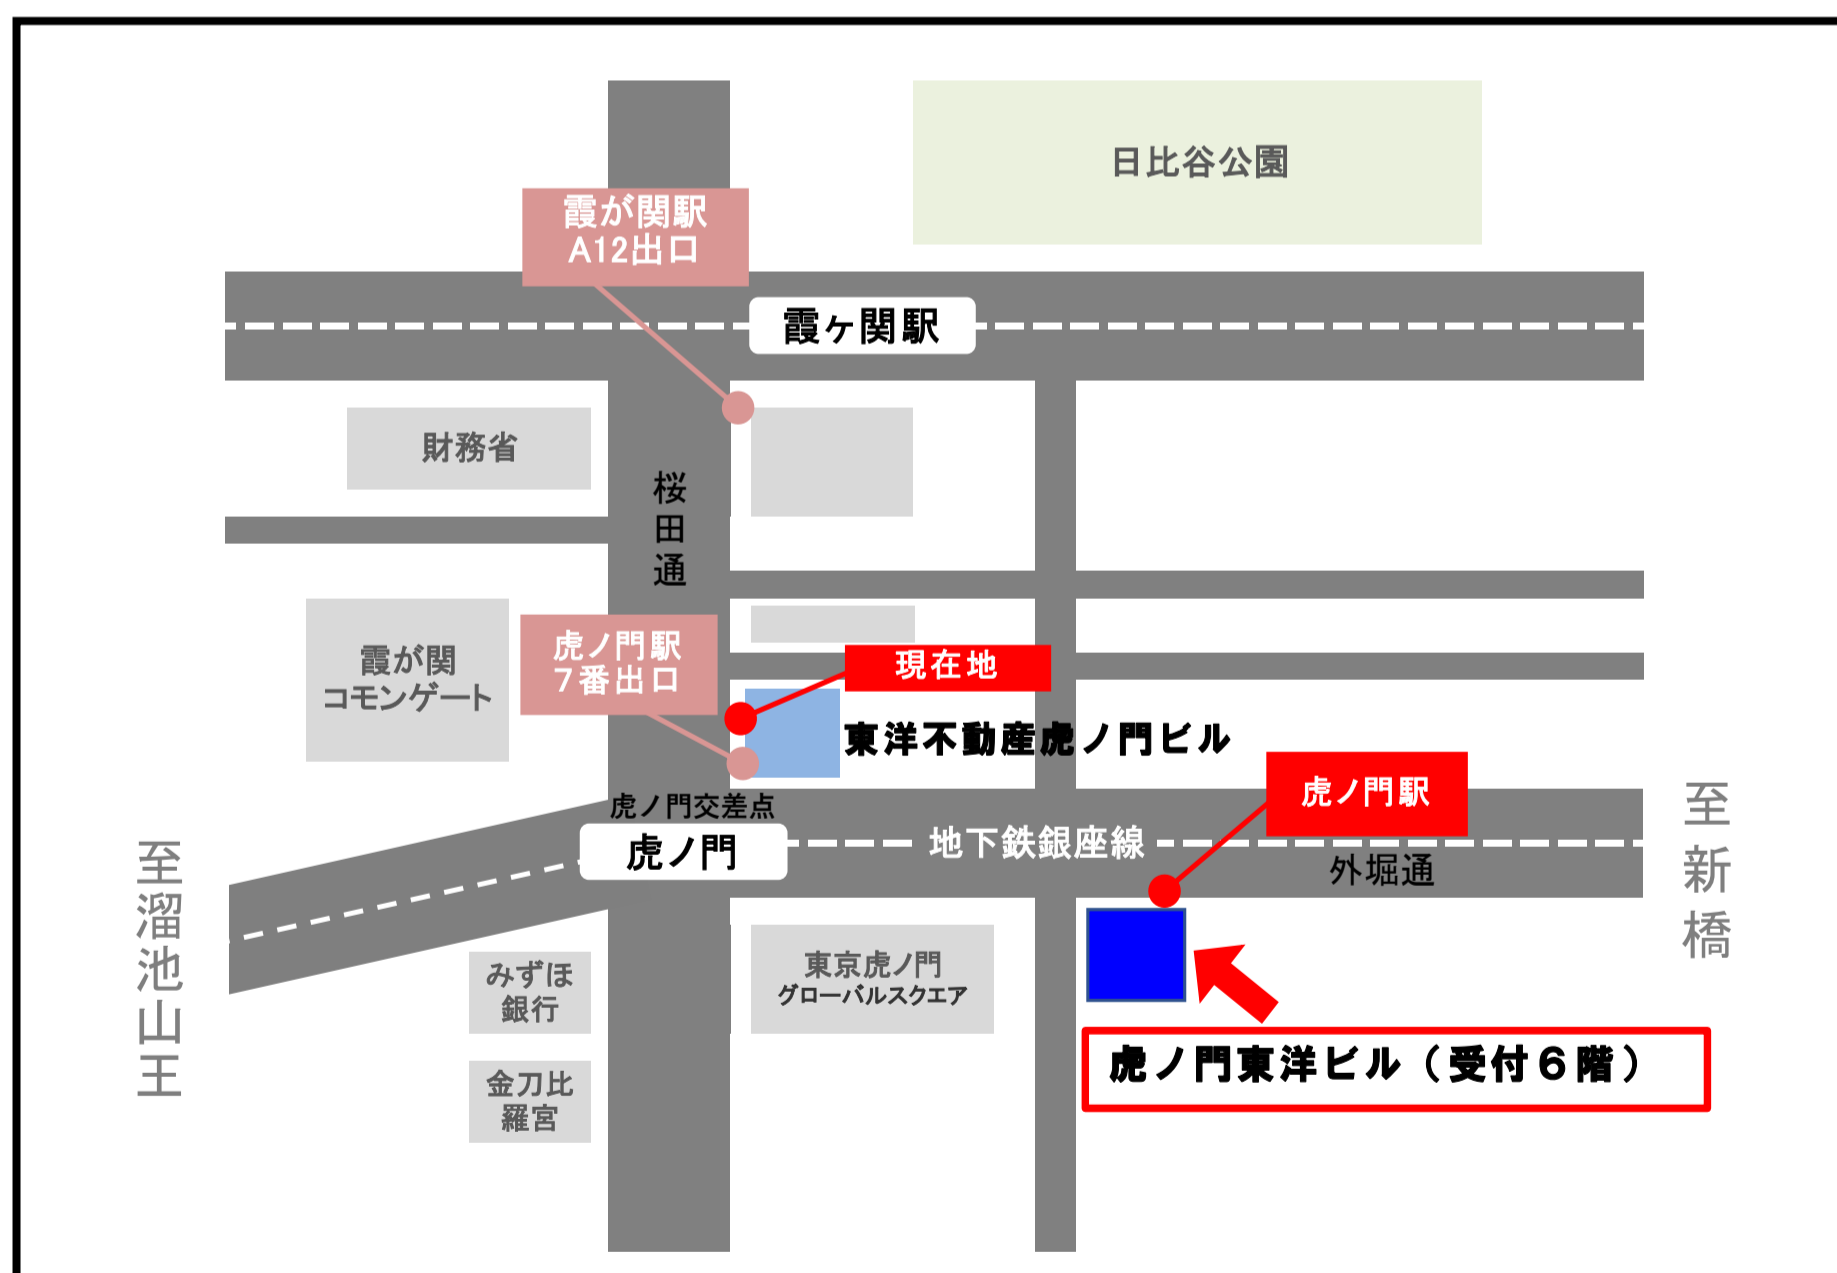 日比谷公園
霞が関駅
A12出口
霞ヶ関駅
財務省
桜田通
霞が関
コモンゲート
虎ノ門駅
7番出口
現在地
東洋不動産虎ノ門ビル
虎ノ門駅
虎ノ門交差点
虎ノ門
地下鉄銀座線
外堀通
至新橋
至溜池山王
みずほ
銀行
東京虎ノ門
グローバルスクエア
金刀比
羅宮
虎ノ門東洋ビル（受付６階）